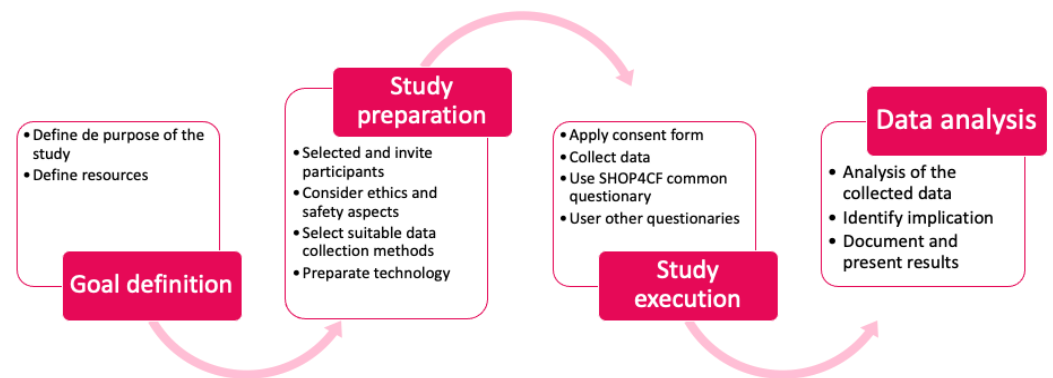 • Define de purpose of the
study
• Define resources
Goal definition
Study
preparation
• Selected and invite
participants
• Consider ethics and
safety aspects
• Select suitable data
collection methods
• Preparate technology
• Apply consent form
• Collect data
• Use SHOP4CF common
questionary
• User other questionaries
Study
execution
Data analysis
• Analysis of the
collected data
• Identify implication
• Document and
present results